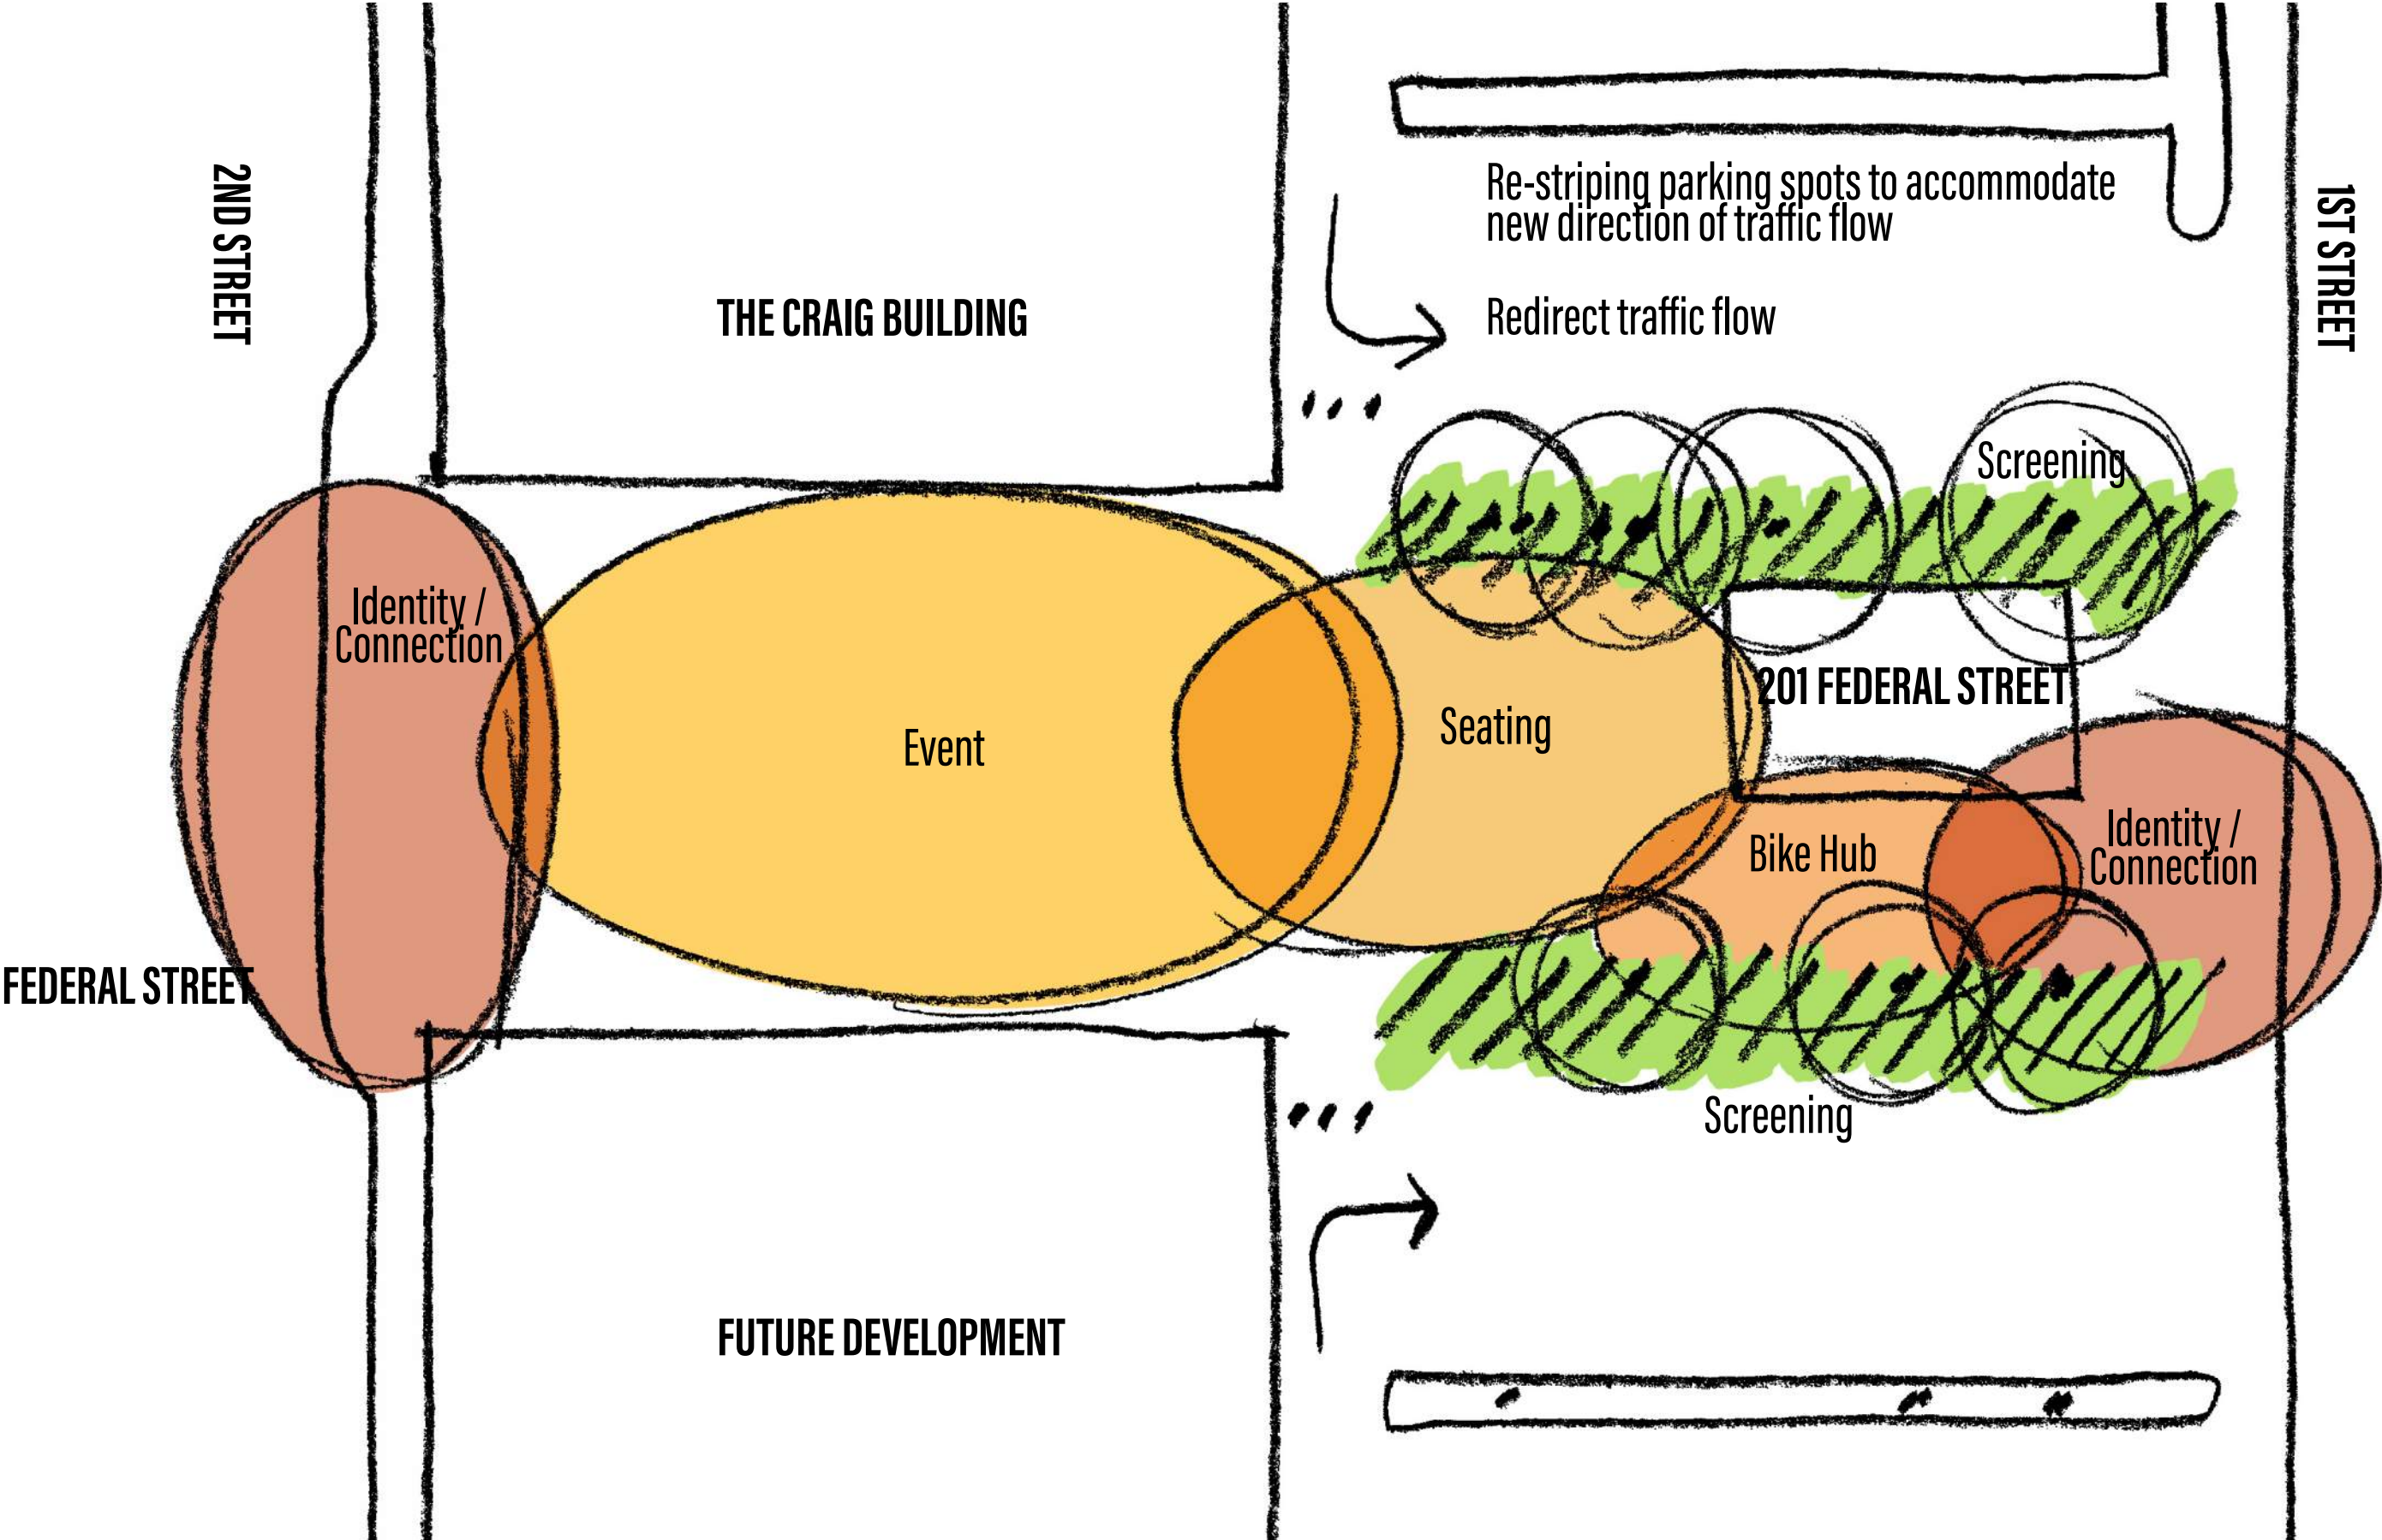 2ND STREET
1ST STREET
Re-striping parking spots to accommodate
new direction of traffic flow
THE CRAIG BUILDING
Redirect traffic flow
Screening
Identity /
Connection
201 FEDERAL STREET
Event
Seating
Bike Hub
Identity /
Connection
FEDERAL STREET
Screening
FUTURE DEVELOPMENT